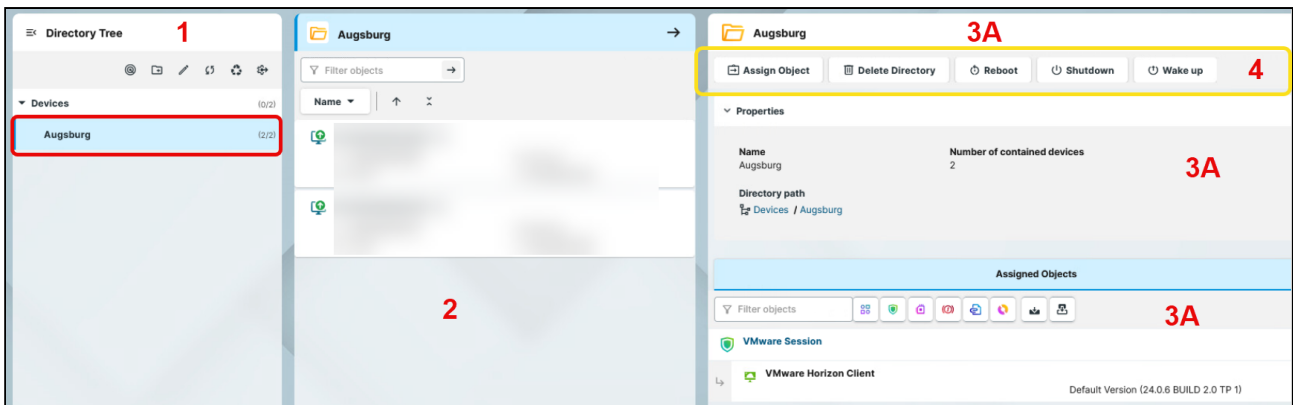 Directory Tree
1
Devices
(0/2)
Augsburg
(2/2)
Augsburg
Filter objects
Name
2
Augsburg
3A
Assign Object
Delete Directory
Reboot
Shutdown
Wake up
4
Properties
Name
Number of contained devices
Augsburg
2
3A
Directory path
Devices / Augsburg
Assigned Objects
Filter objects
3A
VMware Session
VMware Horizon Client
Default Version (24.0.6 BUILD 2.0 TP 1)